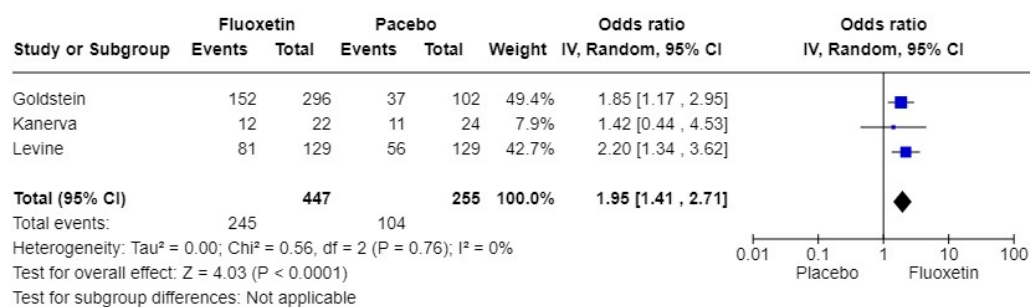 Fluoxetin Pacebo Odds ratio Odds ratio
Study or Subgroup Events Total Events Total Weight IV, Random, 95% CI IV, Random, 95% CI
Goldstein 152 296 37 102 49.4% 1.85 [1.17 , 2.95]
Kanerva 12 22 11 24 7.9% 1.42 [0.44 , 4.53]
Levine 81 129 56 129 42.7% 2.20 [1.34 , 3.62]
Total (95% CI) 447 255 100.0% 1.95 [1.41 , 2.71]
Total events: 245 104
Heterogeneity: Tau² = 0.00; Chi² = 0.56, df = 2 (P = 0.76); I² = 0%
Test for overall effect: Z = 4.03 (P < 0.0001)
Test for subgroup differences: Not applicable
0.01 0.1 1 10 100
Placebo Fluoxetin